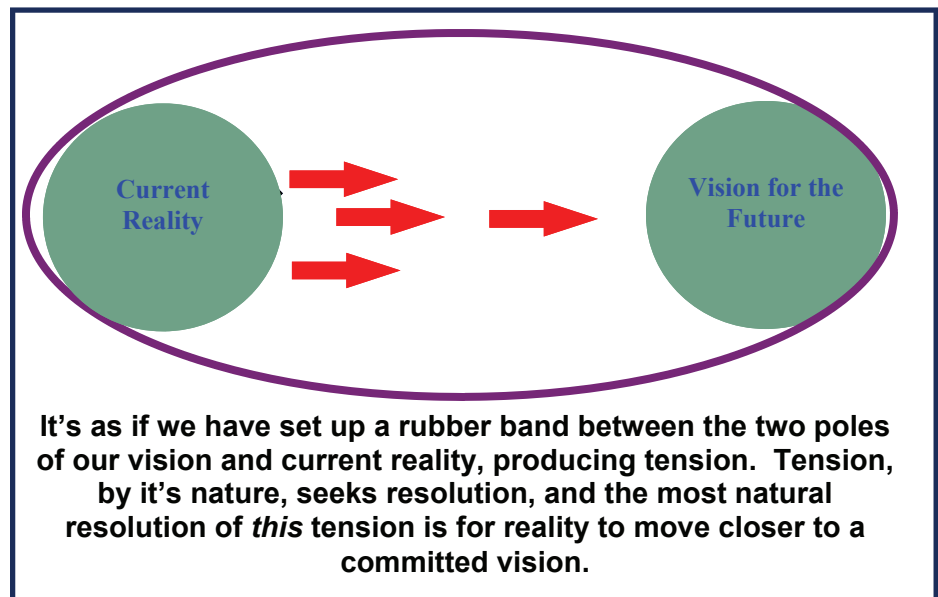 Current
Reality
Vision for the
Future
It’s as if we have set up a rubber band between the two poles
of our vision and current reality, producing tension.  Tension,
by it’s nature, seeks resolution, and the most natural
resolution of this tension is for reality to move closer to a
committed vision.